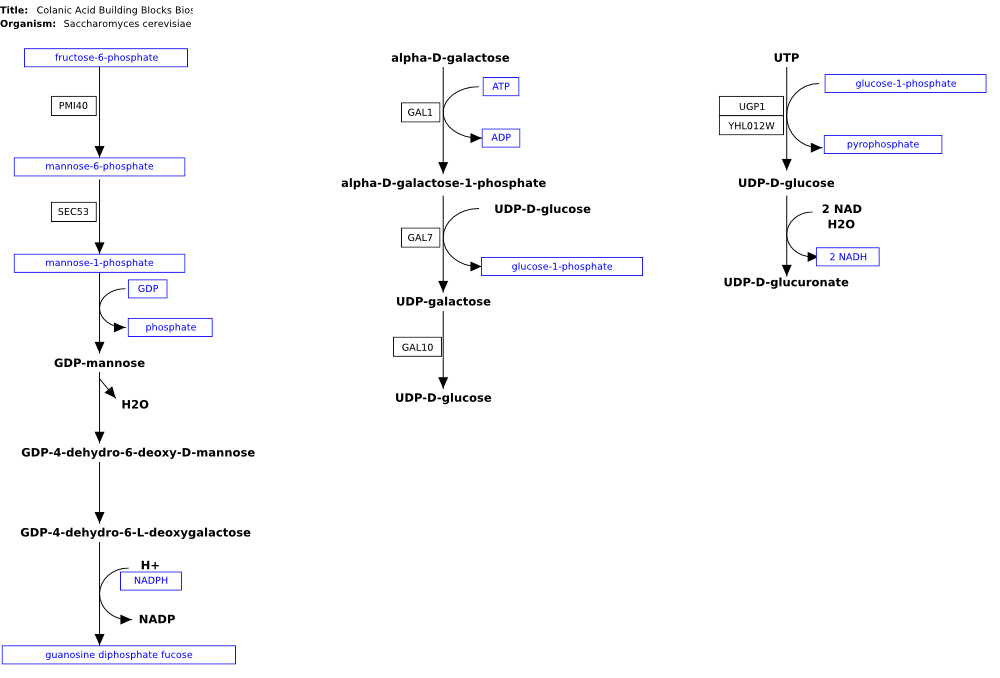 Title: Colanic Acid Building Blocks Bios
Organism: Saccharomyces cerevisiae
fructose-6-phosphate
PMI40
mannose-6-phosphate
SEC53
mannose-1-phosphate
GDP
phosphate
GDP-mannose
H2O
GDP-4-dehydro-6-deoxy-D-mannose
GDP-4-dehydro-6-L-deoxygalactose
H+
NADPH
NADP
guanosine diphosphate fucose
alpha-D-galactose
ATP
GAL1
ADP
alpha-D-galactose-1-phosphate
UDP-D-glucose
GAL7
glucose-1-phosphate
UDP-galactose
GAL10
UDP-D-glucose
UTP
glucose-1-phosphate
UGP1
YHL012W
pyrophosphate
UDP-D-glucose
2 NAD
H2O
2 NADH
UDP-D-glucuronate